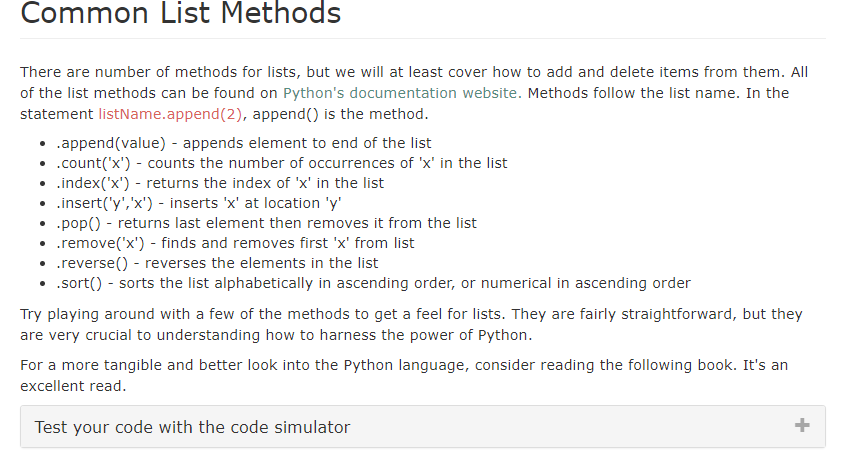 Common List Methods
There are number of methods for lists, but we will at least cover how to add and delete items from them. All
of the list methods can be found on Python's documentation website. Methods follow the list name. In the
statement listName.append(2), append() is the method.
• .append(value) - appends element to end of the list
• .count('x') - counts the number of occurrences of 'x' in the list
• .index('x') - returns the index of 'x' in the list
• .insert('y','x') - inserts 'x' at location 'y'
• .pop() - returns last element then removes it from the list
• .remove('x') - finds and removes first 'x' from list
• .reverse() - reverses the elements in the list
• .sort() - sorts the list alphabetically in ascending order, or numerical in ascending order
Try playing around with a few of the methods to get a feel for lists. They are fairly straightforward, but they
are very crucial to understanding how to harness the power of Python.
For a more tangible and better look into the Python language, consider reading the following book. It's an
excellent read.
Test your code with the code simulator